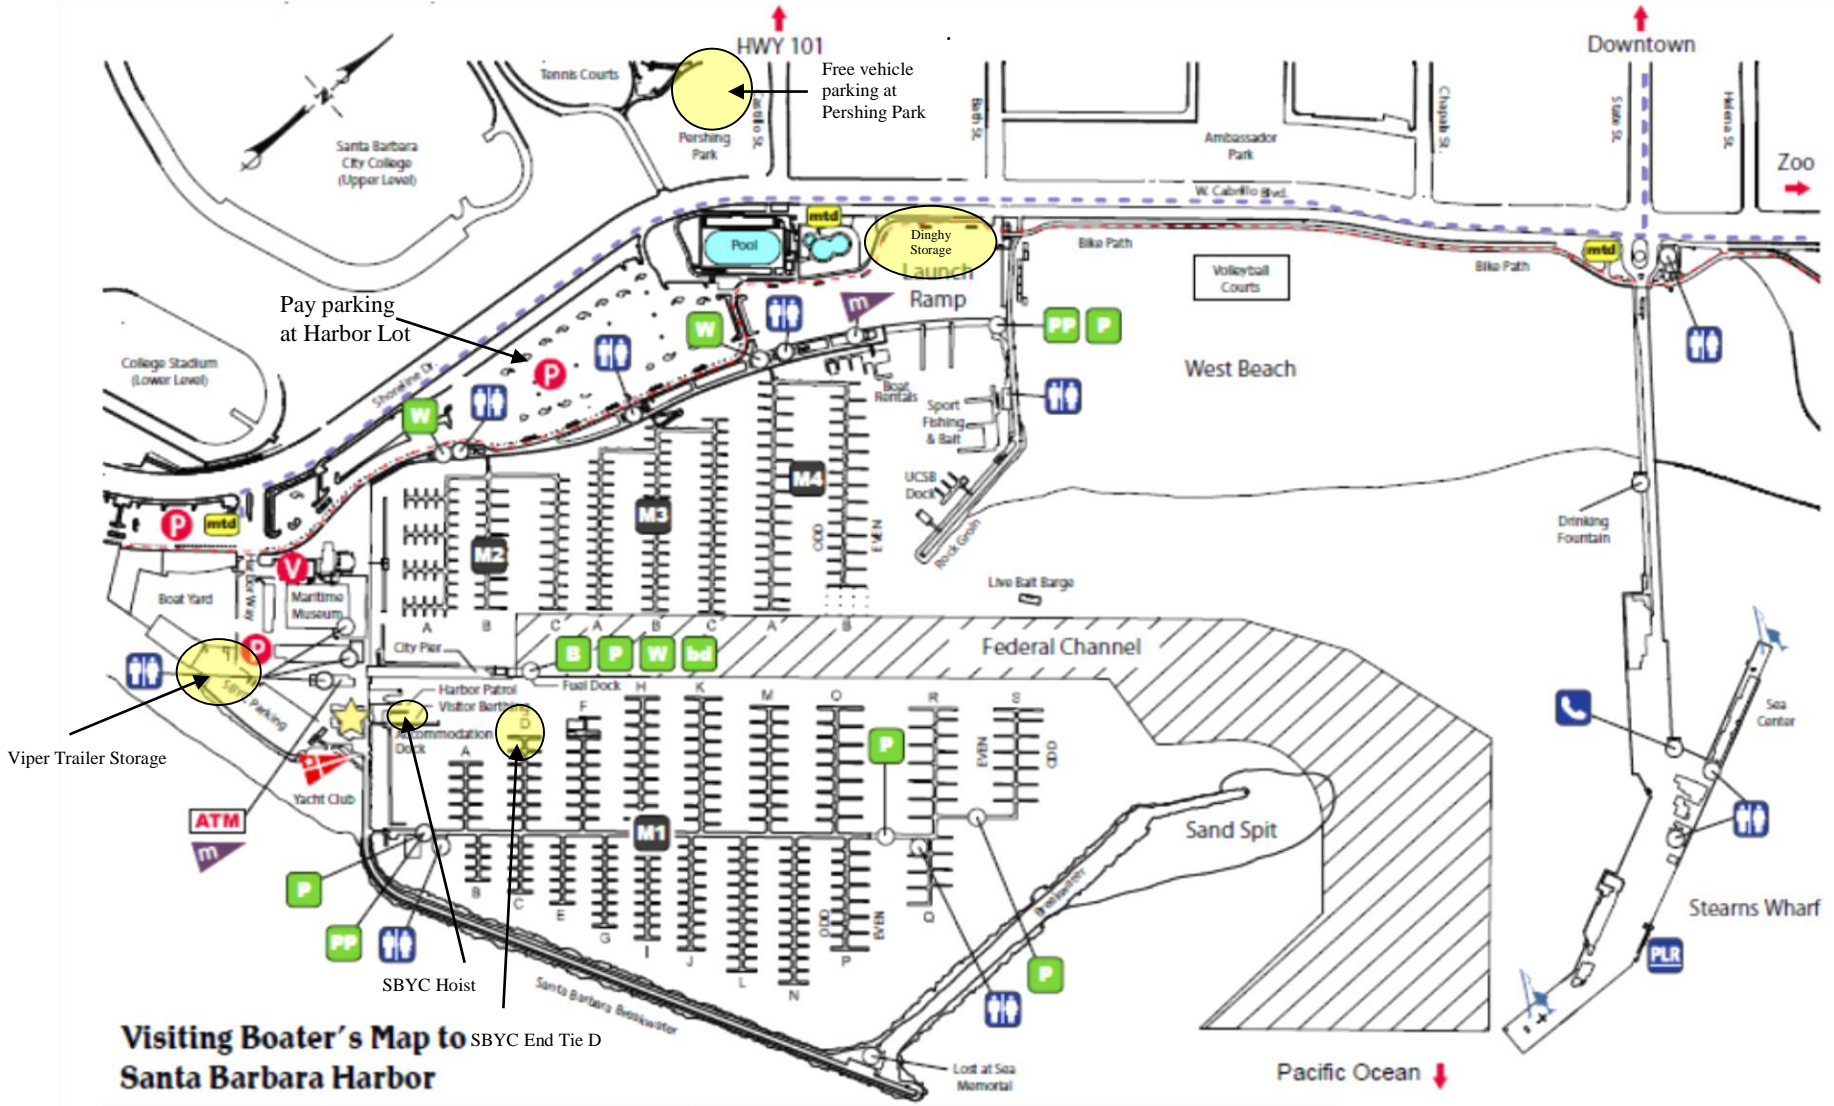 HWY 101
Downtown
Tennis Courts
Free vehicle
parking at
Pershing Park
Castillo St.
Bath St.
Chapala St.
State St.
Helena St.
N
Santa Barbara
City College
(Upper Level)
Pershing
Park
Ambassador
Park
Zoo
W. Cabrillo Blvd.
mtd
Pool
Dinghy
Storage
Launch
Ramp
Bike Path
mtd
Bike Path
Volleyball
Courts
Pay parking
at Harbor Lot
W
m
PP
P
College Stadium
(Lower Level)
Shoreline Dr.
P
West Beach
Boat
Rentals
W
Sport
Fishing
& Bait
M4
UCSB
Dock
M3
P
mtd
ODD
EVEN
Rock Groin
Drinking
Fountain
M2
V
Harbor Way
Boat Yard
Maritime
Museum
Live Bait Barge
A
B
C
A
B
C
A
B
City Pier
P
B
P
W
bd
Federal Channel
Fuel Dock
SBYC Parking
Harbor Patrol
Visitor Berthing
Accommodation
Dock
A
D
F
H
K
M
O
R
S
Sea
Center
Viper Trailer Storage
P
EVEN
ODD
Yacht Club
ATM
m
M1
Sand Spit
P
PP
B
C
E
G
I
J
L
N
ODD
P
EVEN
Q
Breakwater
Stearns Wharf
PLR
P
SBYC Hoist
Santa Barbara Breakwater
Visiting Boater's Map to
Santa Barbara Harbor
SBYC End Tie D
Lost at Sea
Memorial
Pacific Ocean